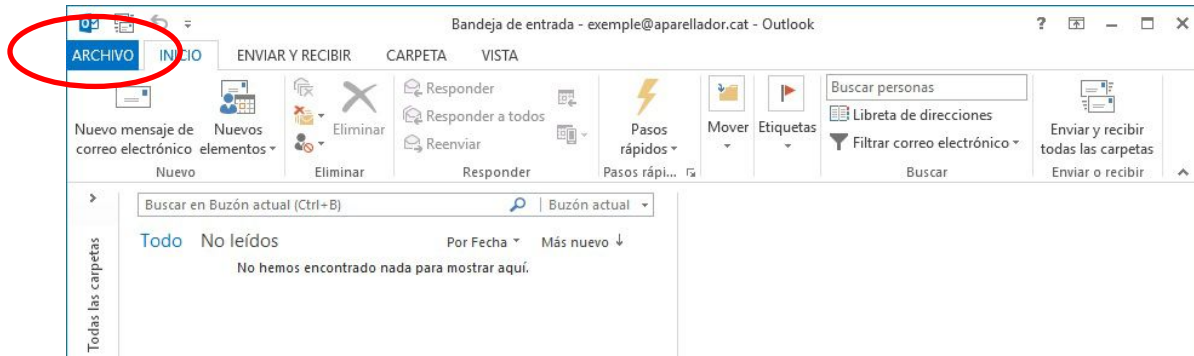 Bandeja de entrada - exemple@aparellador.cat - Outlook
ARCHIVO INICIO ENVIAR Y RECIBIR CARPETA VISTA
Nuevo mensaje de correo electrónico
Nuevos elementos
Nuevo
Eliminar
Eliminar
Responder
Responder a todos
Reenviar
Responder
Pasos rápidos
Pasos rápi...
Mover
Etiquetas
Buscar personas
Libreta de direcciones
Filtrar correo electrónico
Buscar
Enviar y recibir
todas las carpetas
Enviar o recibir
Buscar en Buzón actual (Ctrl+B) Buzón actual
Todo No leídos Por Fecha Más nuevo
No hemos encontrado nada para mostrar aquí.
Todas las carpetas